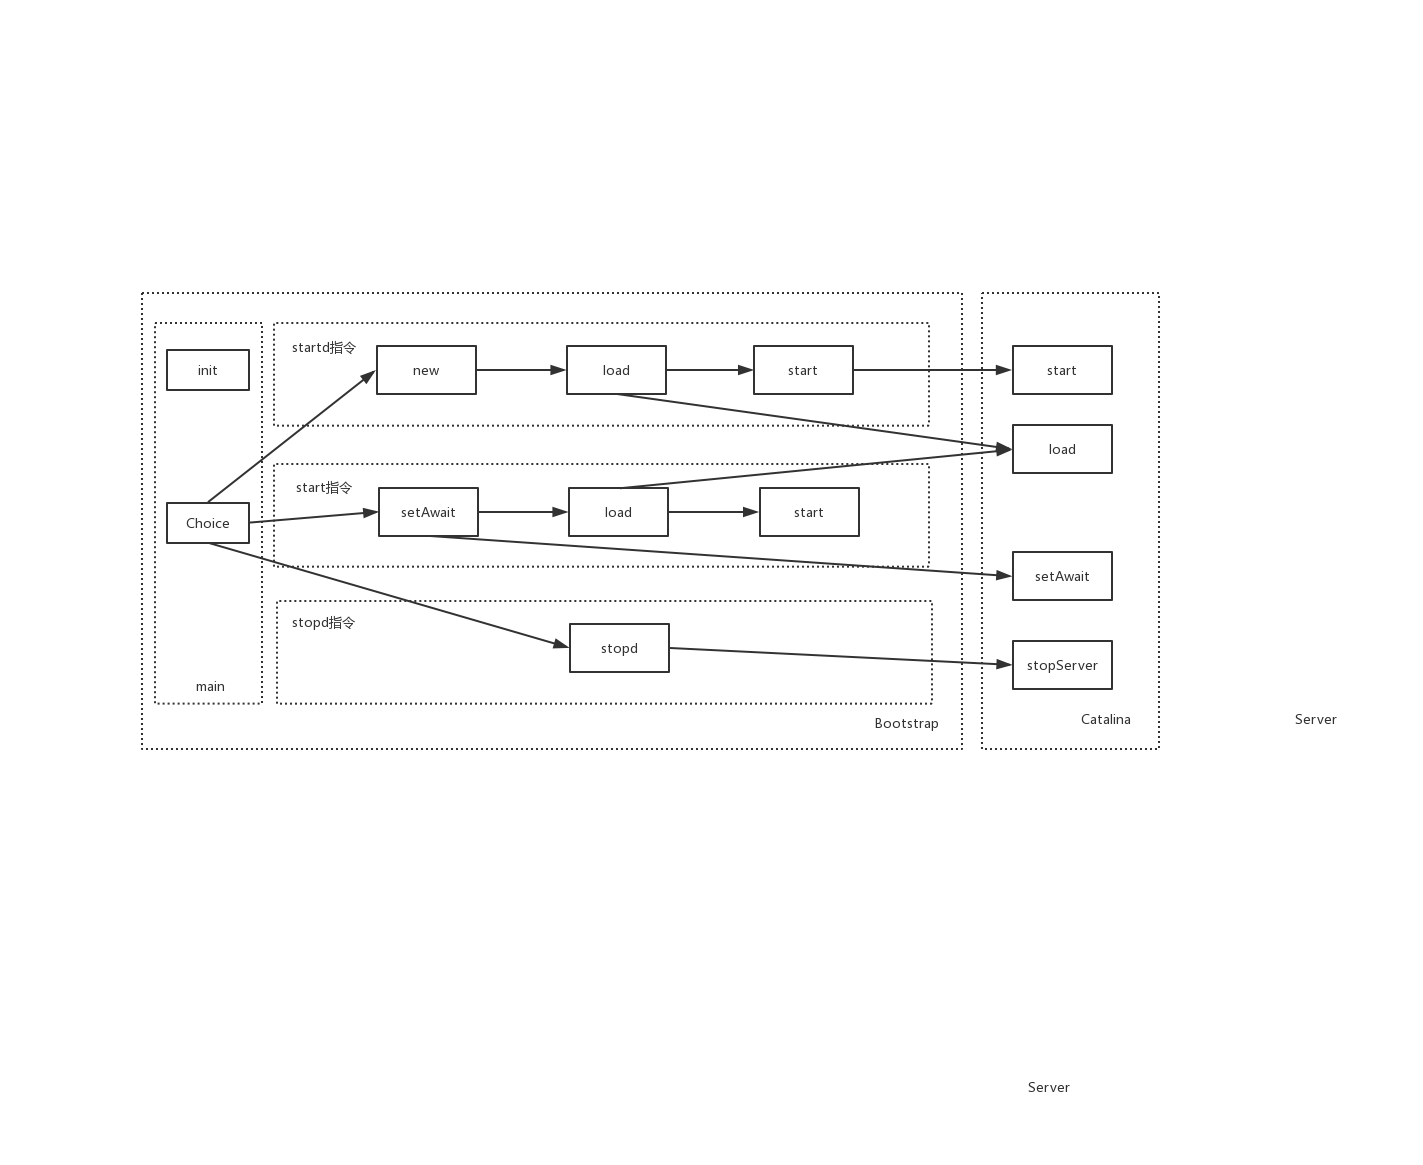 startd指令
init
new
load
start
start
load
start指令
Choice
setAwait
load
start
setAwait
stopd指令
stopd
stopServer
main
Bootstrap
Catalina
Server
Server